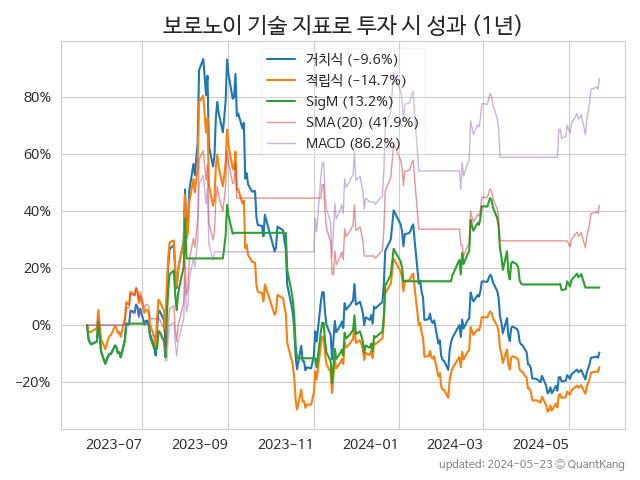 보로노이 기술 지표로 투자 시 성과 (1년)
거치식 (−9.6%)
적립식 (−14.7%)
SigM (13.2%)
SMA(20) (41.9%)
MACD (86.2%)
80%
60%
40%
20%
0%
−20%
2023-07 2023-09 2023-11 2024-01 2024-03 2024-05
updated: 2024-05-23 ⓒ QuantKang